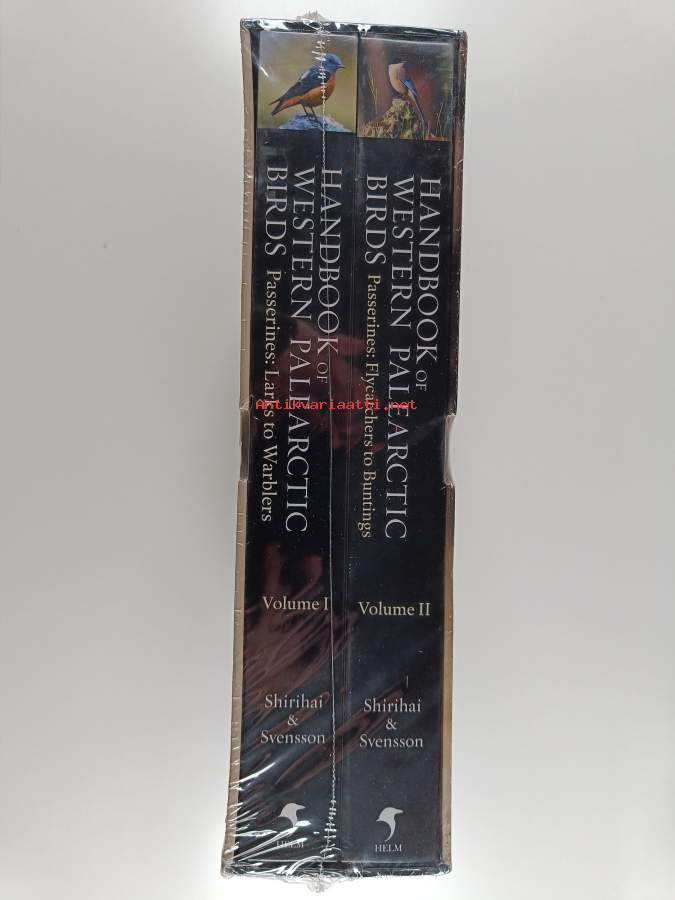 HANDBOOK OF
WESTERN PALEARCTIC
BIRDS Passerines: Larks to Warblers
Volume I
Shirihai
&
Svensson
HELM
HANDBOOK OF
WESTERN PALEARCTIC
BIRDS Passerines: Flycatchers to Buntings
Volume II
Shirihai
&
Svensson
HELM
Antikvariaatti.net